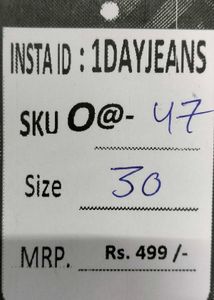 INSTA ID : 1DAYJEANS
SKU O@- 47
Size 30
MRP. Rs. 499 /-